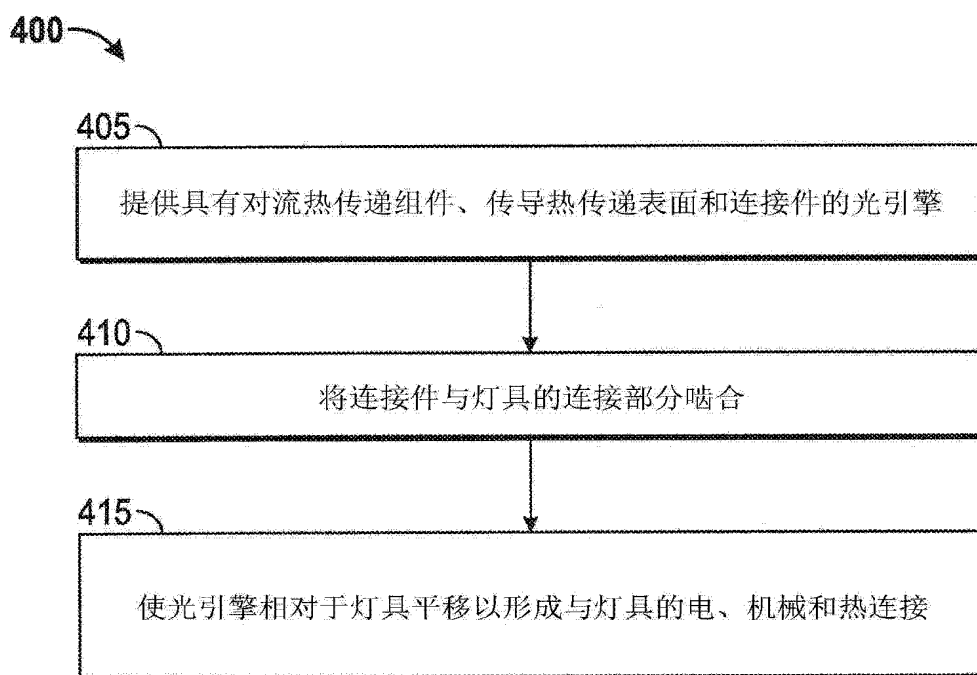 400
405
提供具有对流热传递组件、传导热传递表面和连接件的光引擎
410
将连接件与灯具的连接部分啮合
415
使光引擎相对于灯具平移以形成与灯具的电、机械和热连接